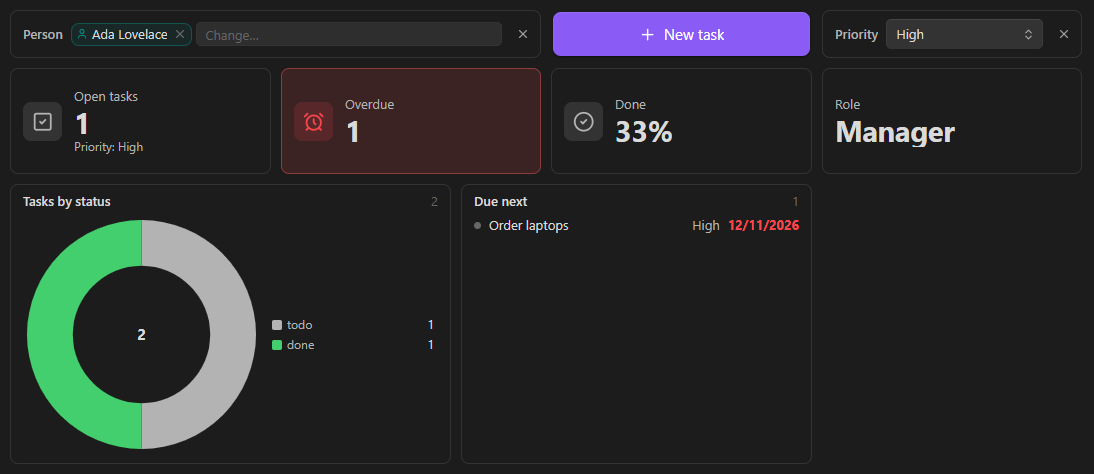 Person Ada Lovelace Change... New task Priority High
Open tasks
1
Priority: High
Overdue
1
Done
33%
Role
Manager
Tasks by status 2
2
todo 1
done 1
Due next 1
Order laptops High 12/11/2026